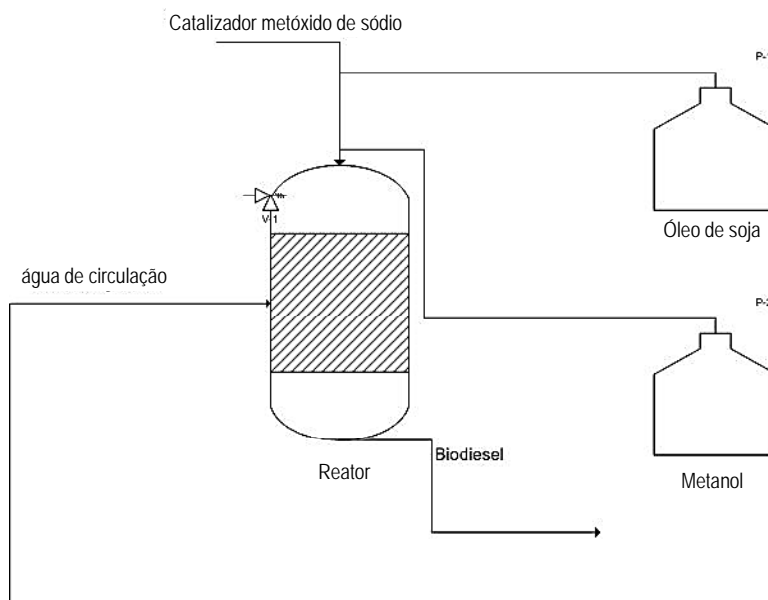 Catalizador metóxido de sódio
V-1
Óleo de soja
água de circulação
Biodiesel
Reator
Metanol